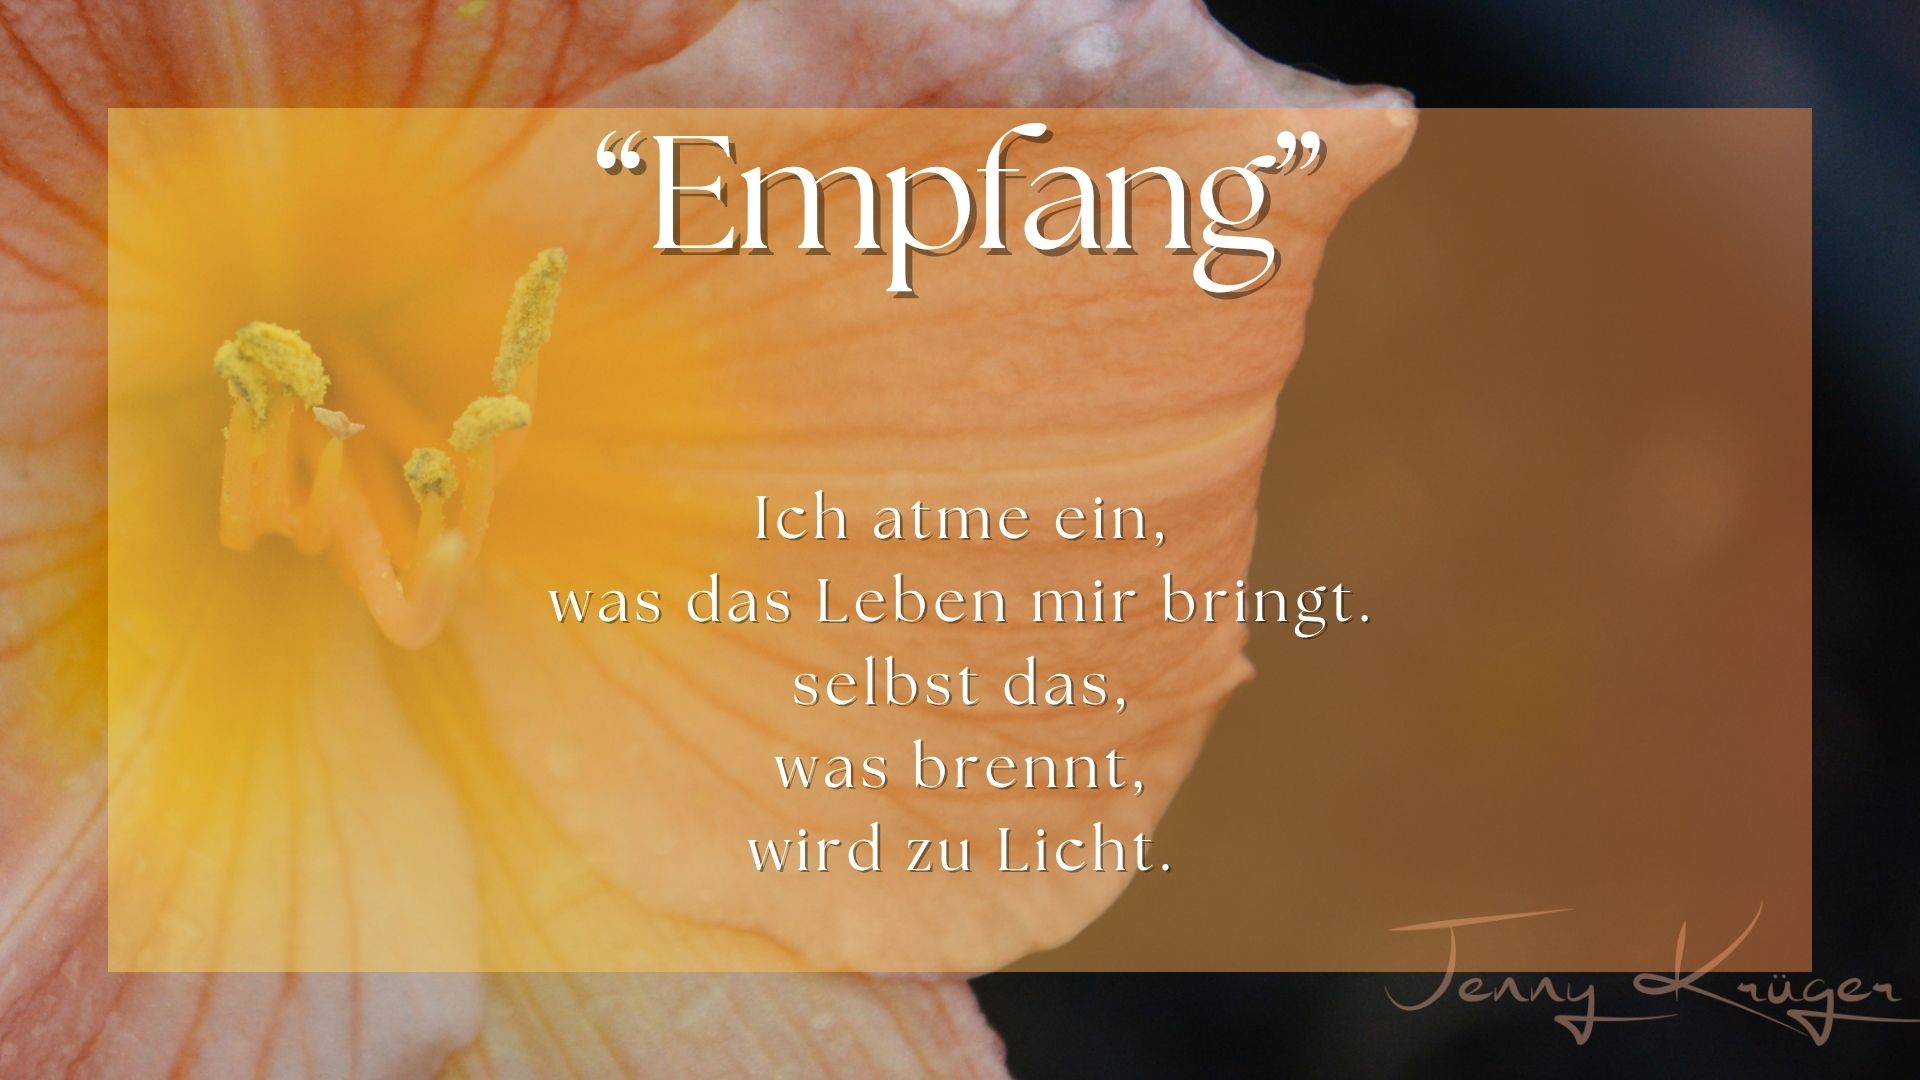 “Empfang”
Ich atme ein,
was das Leben mir bringt.
selbst das,
was brennt,
wird zu Licht.
Jenny Krüger